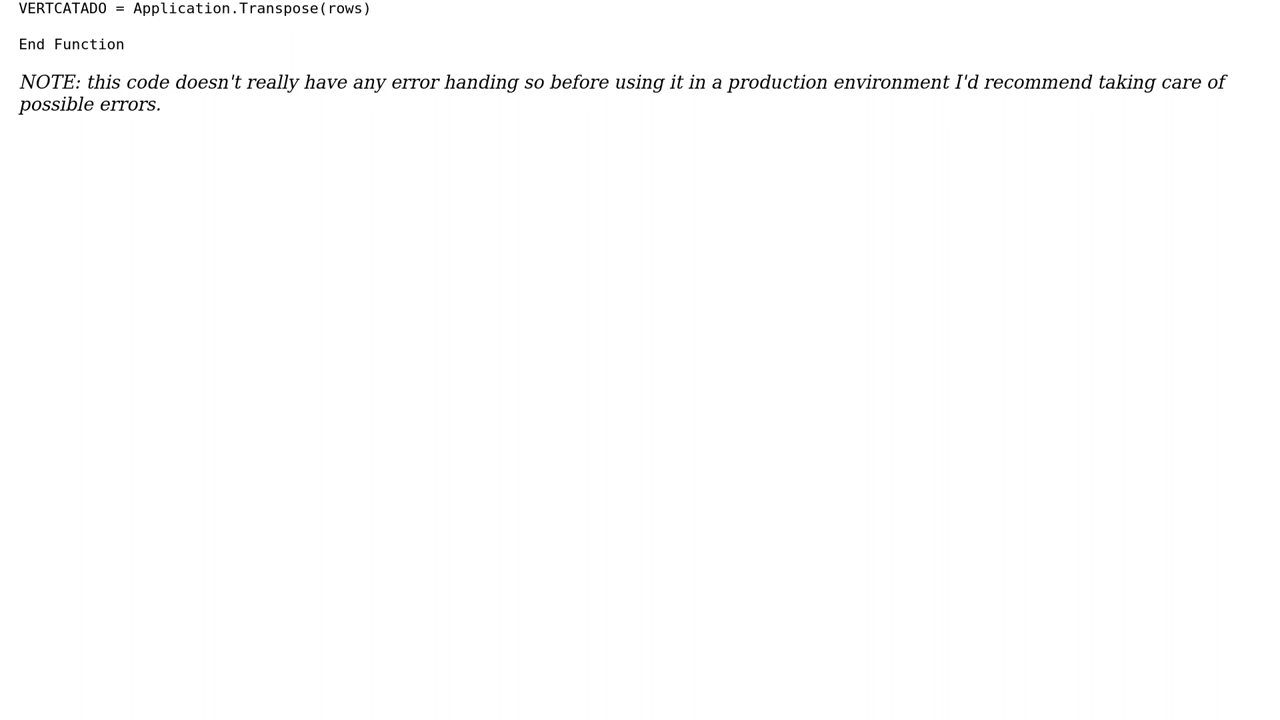 VERTCATADO = Application.Transpose(rows)
End Function
NOTE: this code doesn't really have any error handing so before using it in a production environment I'd recommend taking care of
possible errors.